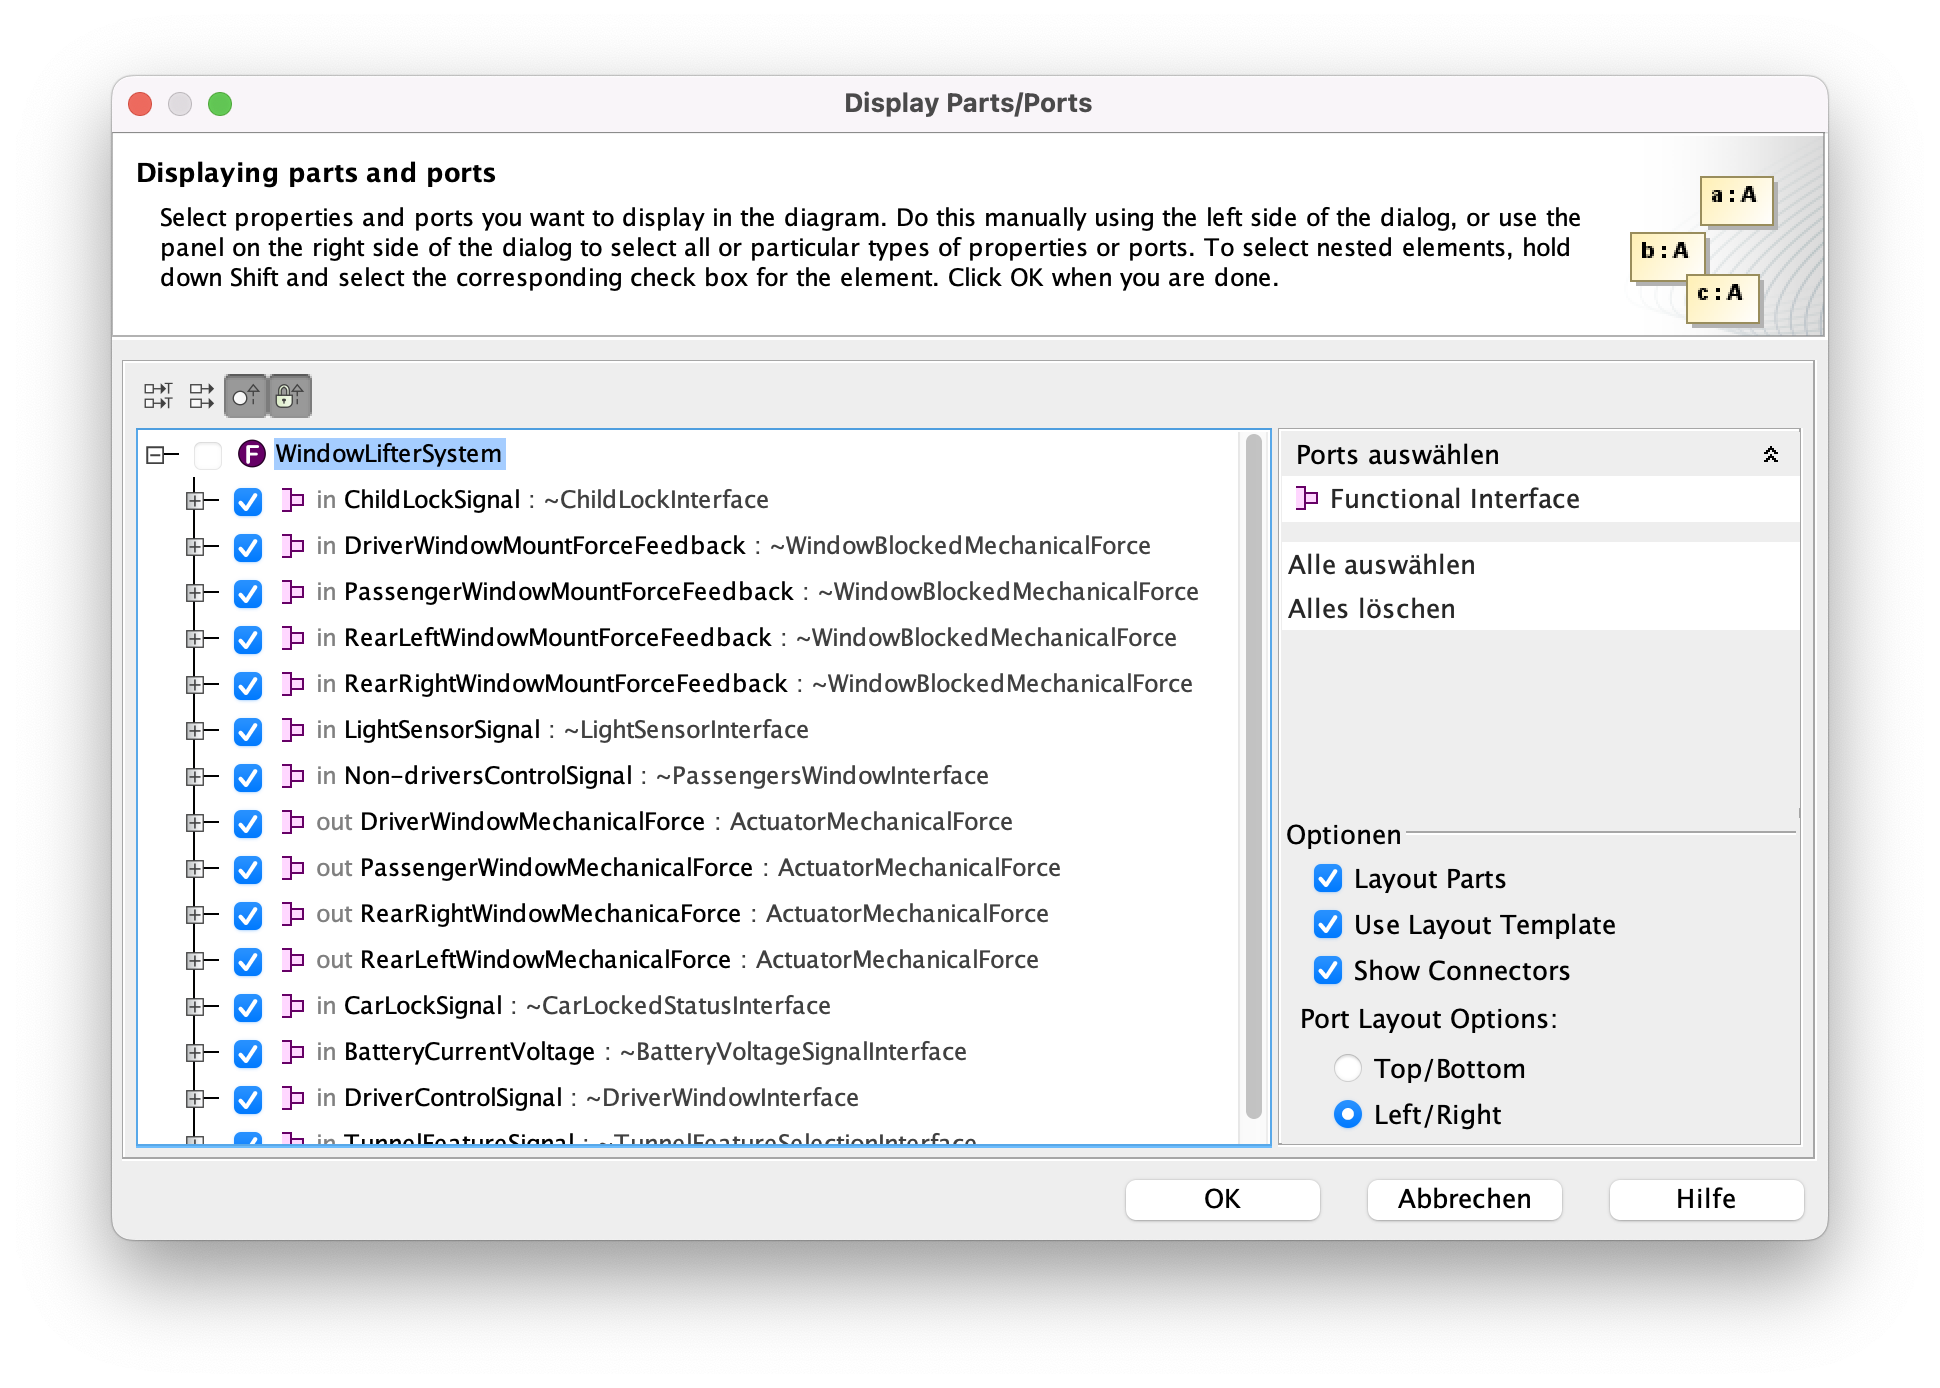 Display Parts/Ports
Displaying parts and ports
Select properties and ports you want to display in the diagram. Do this manually using the left side of the dialog, or use the
panel on the right side of the dialog to select all or particular types of properties or ports. To select nested elements, hold
down Shift and select the corresponding check box for the element. Click OK when you are done.
a:A
b:A
c:A
F WindowLifterSystem
in ChildLockSignal : ~ChildLockInterface
in DriverWindowMountForceFeedback : ~WindowBlockedMechanicalForce
in PassengerWindowMountForceFeedback : ~WindowBlockedMechanicalForce
in RearLeftWindowMountForceFeedback : ~WindowBlockedMechanicalForce
in RearRightWindowMountForceFeedback : ~WindowBlockedMechanicalForce
in LightSensorSignal : ~LightSensorInterface
in Non-driversControlSignal : ~PassengersWindowInterface
out DriverWindowMechanicalForce : ActuatorMechanicalForce
out PassengerWindowMechanicalForce : ActuatorMechanicalForce
out RearRightWindowMechanicaForce : ActuatorMechanicalForce
out RearLeftWindowMechanicalForce : ActuatorMechanicalForce
in CarLockSignal : ~CarLockedStatusInterface
in BatteryCurrentVoltage : ~BatteryVoltageSignalInterface
in DriverControlSignal : ~DriverWindowInterface
in TunnelFeatureSignal : ~TunnelFeatureSelectionInterface
Ports auswählen
Functional Interface
Alle auswählen
Alles löschen
Optionen
Layout Parts
Use Layout Template
Show Connectors
Port Layout Options:
Top/Bottom
Left/Right
OK
Abbrechen
Hilfe